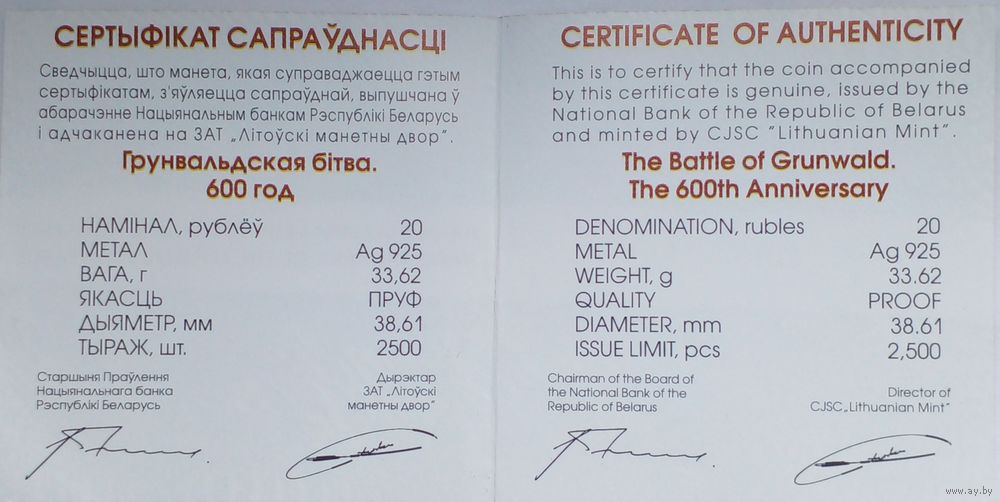 СЕРТЫФІКАТ САПРАЎДНАСЦІ
Сведчыцца, што манета, якая суправаджаецца гэтым
сертыфікатам, з'яўляецца сапраўднай, выпушчана ў
абарачэнне Нацыянальным банкам Рэспублікі Беларусь
і адчаканена на ЗАТ „Літоўскі манетны двор".
Грунвальдская бітва.
600 год
НАМІНАЛ, рублёў 20
МЕТАЛ Ag 925
ВАГА, г 33,62
ЯКАСЦЬ ПРУФ
ДЫЯМЕТР, мм 38,61
ТЫРАЖ, шт. 2500
Старшыня Праўлення
Нацыянальнага банка
Рэспублікі Беларусь
Дырэктар
ЗАТ „Літоўскі
манетны двор"
CERTIFICATE OF AUTHENTICITY
This is to certify that the coin accompanied
by this certificate is genuine, issued by the
National Bank of the Republic of Belarus
and minted by CJSC "Lithuanian Mint".
The Battle of Grunwald.
The 600th Anniversary
DENOMINATION, rubles 20
METAL Ag 925
WEIGHT, g 33.62
QUALITY PROOF
DIAMETER, mm 38.61
ISSUE LIMIT, pcs 2,500
Chairman of the Board of
the National Bank of the
Republic of Belarus
Director of
CJSC„Lithuanian Mint"
www.ay.by